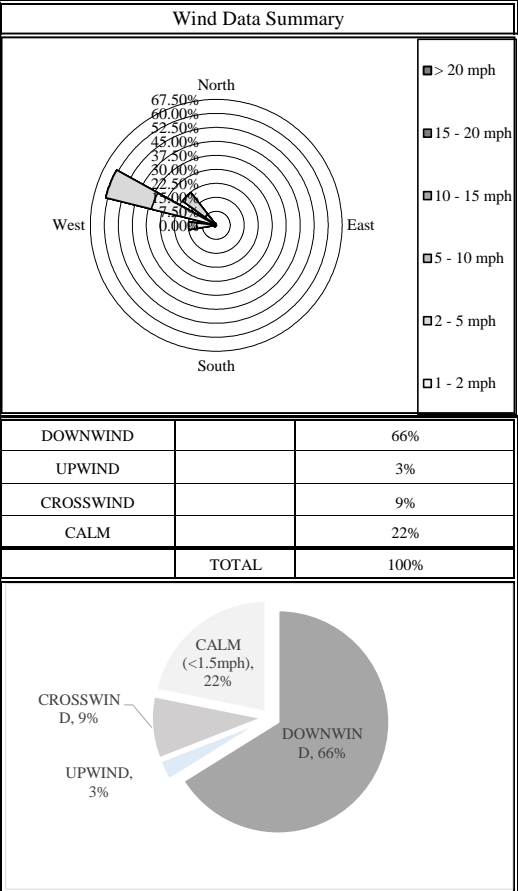 Wind Data Summary
North
67.50%
60.00%
52.50%
45.00%
37.50%
30.00%
22.50%
15.00%
7.50%
0.00%
West
East
South
> 20 mph
15 - 20 mph
10 - 15 mph
5 - 10 mph
2 - 5 mph
1 - 2 mph
DOWNWIND 66%
UPWIND 3%
CROSSWIND 9%
CALM 22%
TOTAL 100%
CALM
(<1.5mph),
22%
CROSSWIN
D, 9%
DOWNWIN
D, 66%
UPWIND,
3%